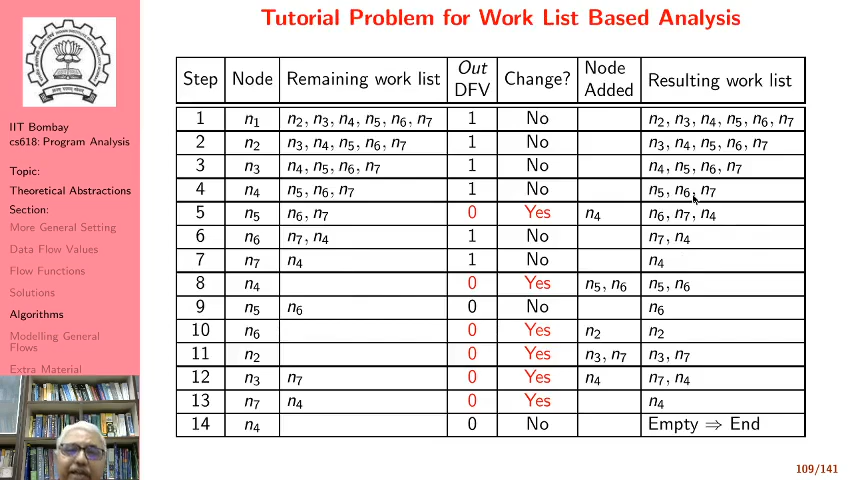 Tutorial Problem for Work List Based Analysis
IIT Bombay
cs618: Program Analysis
Topic:
Theoretical Abstractions
Section:
More General Setting
Data Flow Values
Flow Functions
Solutions
Algorithms
Modelling General
Flows
Extra Material
Step Node Remaining work list Out DFV Change? Node Added Resulting work list
1 n1 n2, n3, n4, n5, n6, n7 1 No n2, n3, n4, n5, n6, n7
2 n2 n3, n4, n5, n6, n7 1 No n3, n4, n5, n6, n7
3 n3 n4, n5, n6, n7 1 No n4, n5, n6, n7
4 n4 n5, n6, n7 1 No n5, n6, n7
5 n5 n6, n7 0 Yes n4 n6, n7, n4
6 n6 n7, n4 1 No n7, n4
7 n7 n4 1 No n4
8 n4 0 Yes n5, n6 n5, n6
9 n5 n6 0 No n6
10 n6 0 Yes n2 n2
11 n2 0 Yes n3, n7 n3, n7
12 n3 n7 0 Yes n4 n7, n4
13 n7 n4 0 Yes n4
14 n4 0 No Empty ⇒ End
109/141